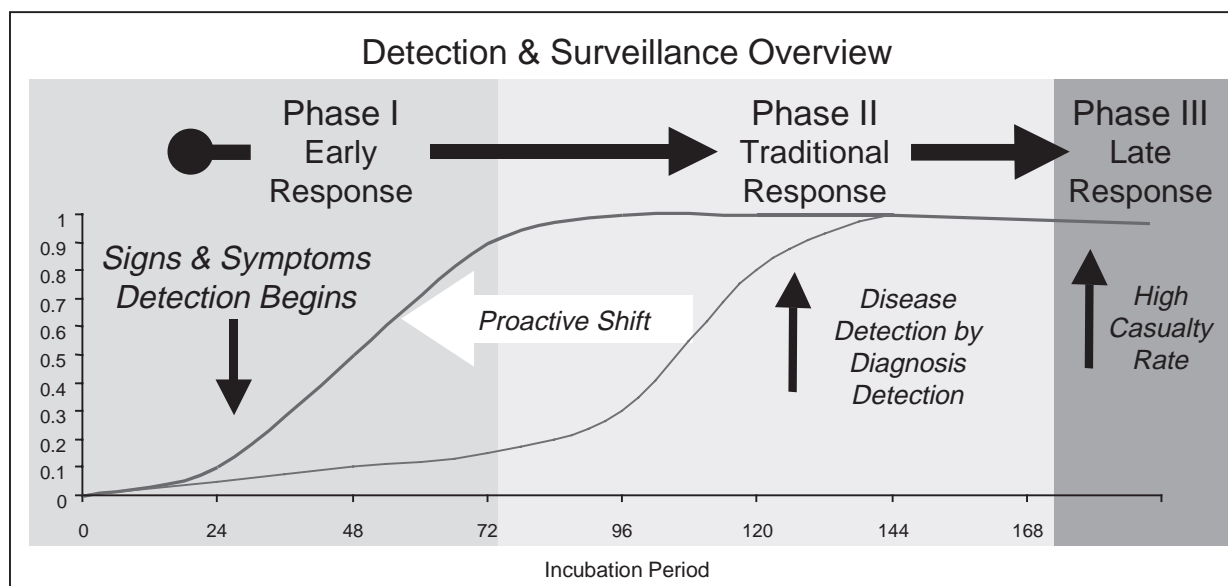 Detection & Surveillance Overview
Phase I
Early
Response
Phase II
Traditional
Response
Phase III
Late
Response
1
0.9
0.8
0.7
0.6
0.5
0.4
0.3
0.2
0.1
0
Signs & Symptoms
Detection Begins
Proactive Shift
Disease
Detection by
Diagnosis
Detection
High
Casualty
Rate
0 24 48 72 96 120 144 168
Incubation Period